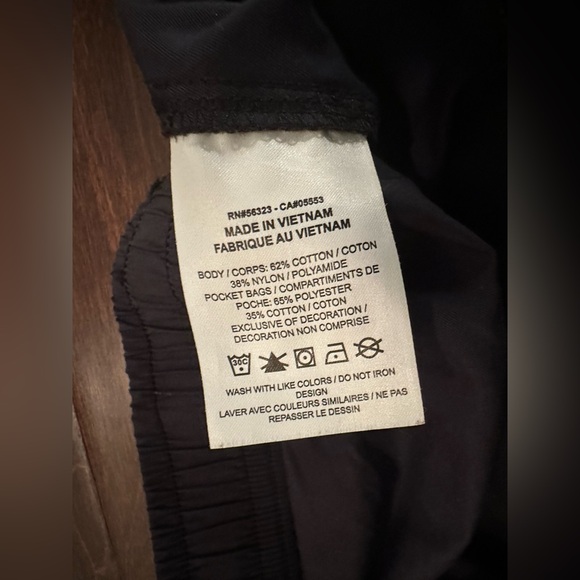 RN#56323 - CA#05553
MADE IN VIETNAM
FABRIQUE AU VIETNAM
BODY / CORPS: 62% COTTON / COTON
38% NYLON / POLYAMIDE
POCKET BAGS / COMPARTIMENTS DE
POCHE: 65% POLYESTER
35% COTTON / COTON
EXCLUSIVE OF DECORATION /
DECORATION NON COMPRISE
30C
WASH WITH LIKE COLORS / DO NOT IRON
DESIGN
LAVER AVEC COULEURS SIMILAIRES / NE PAS
REPASSER LE DESSIN